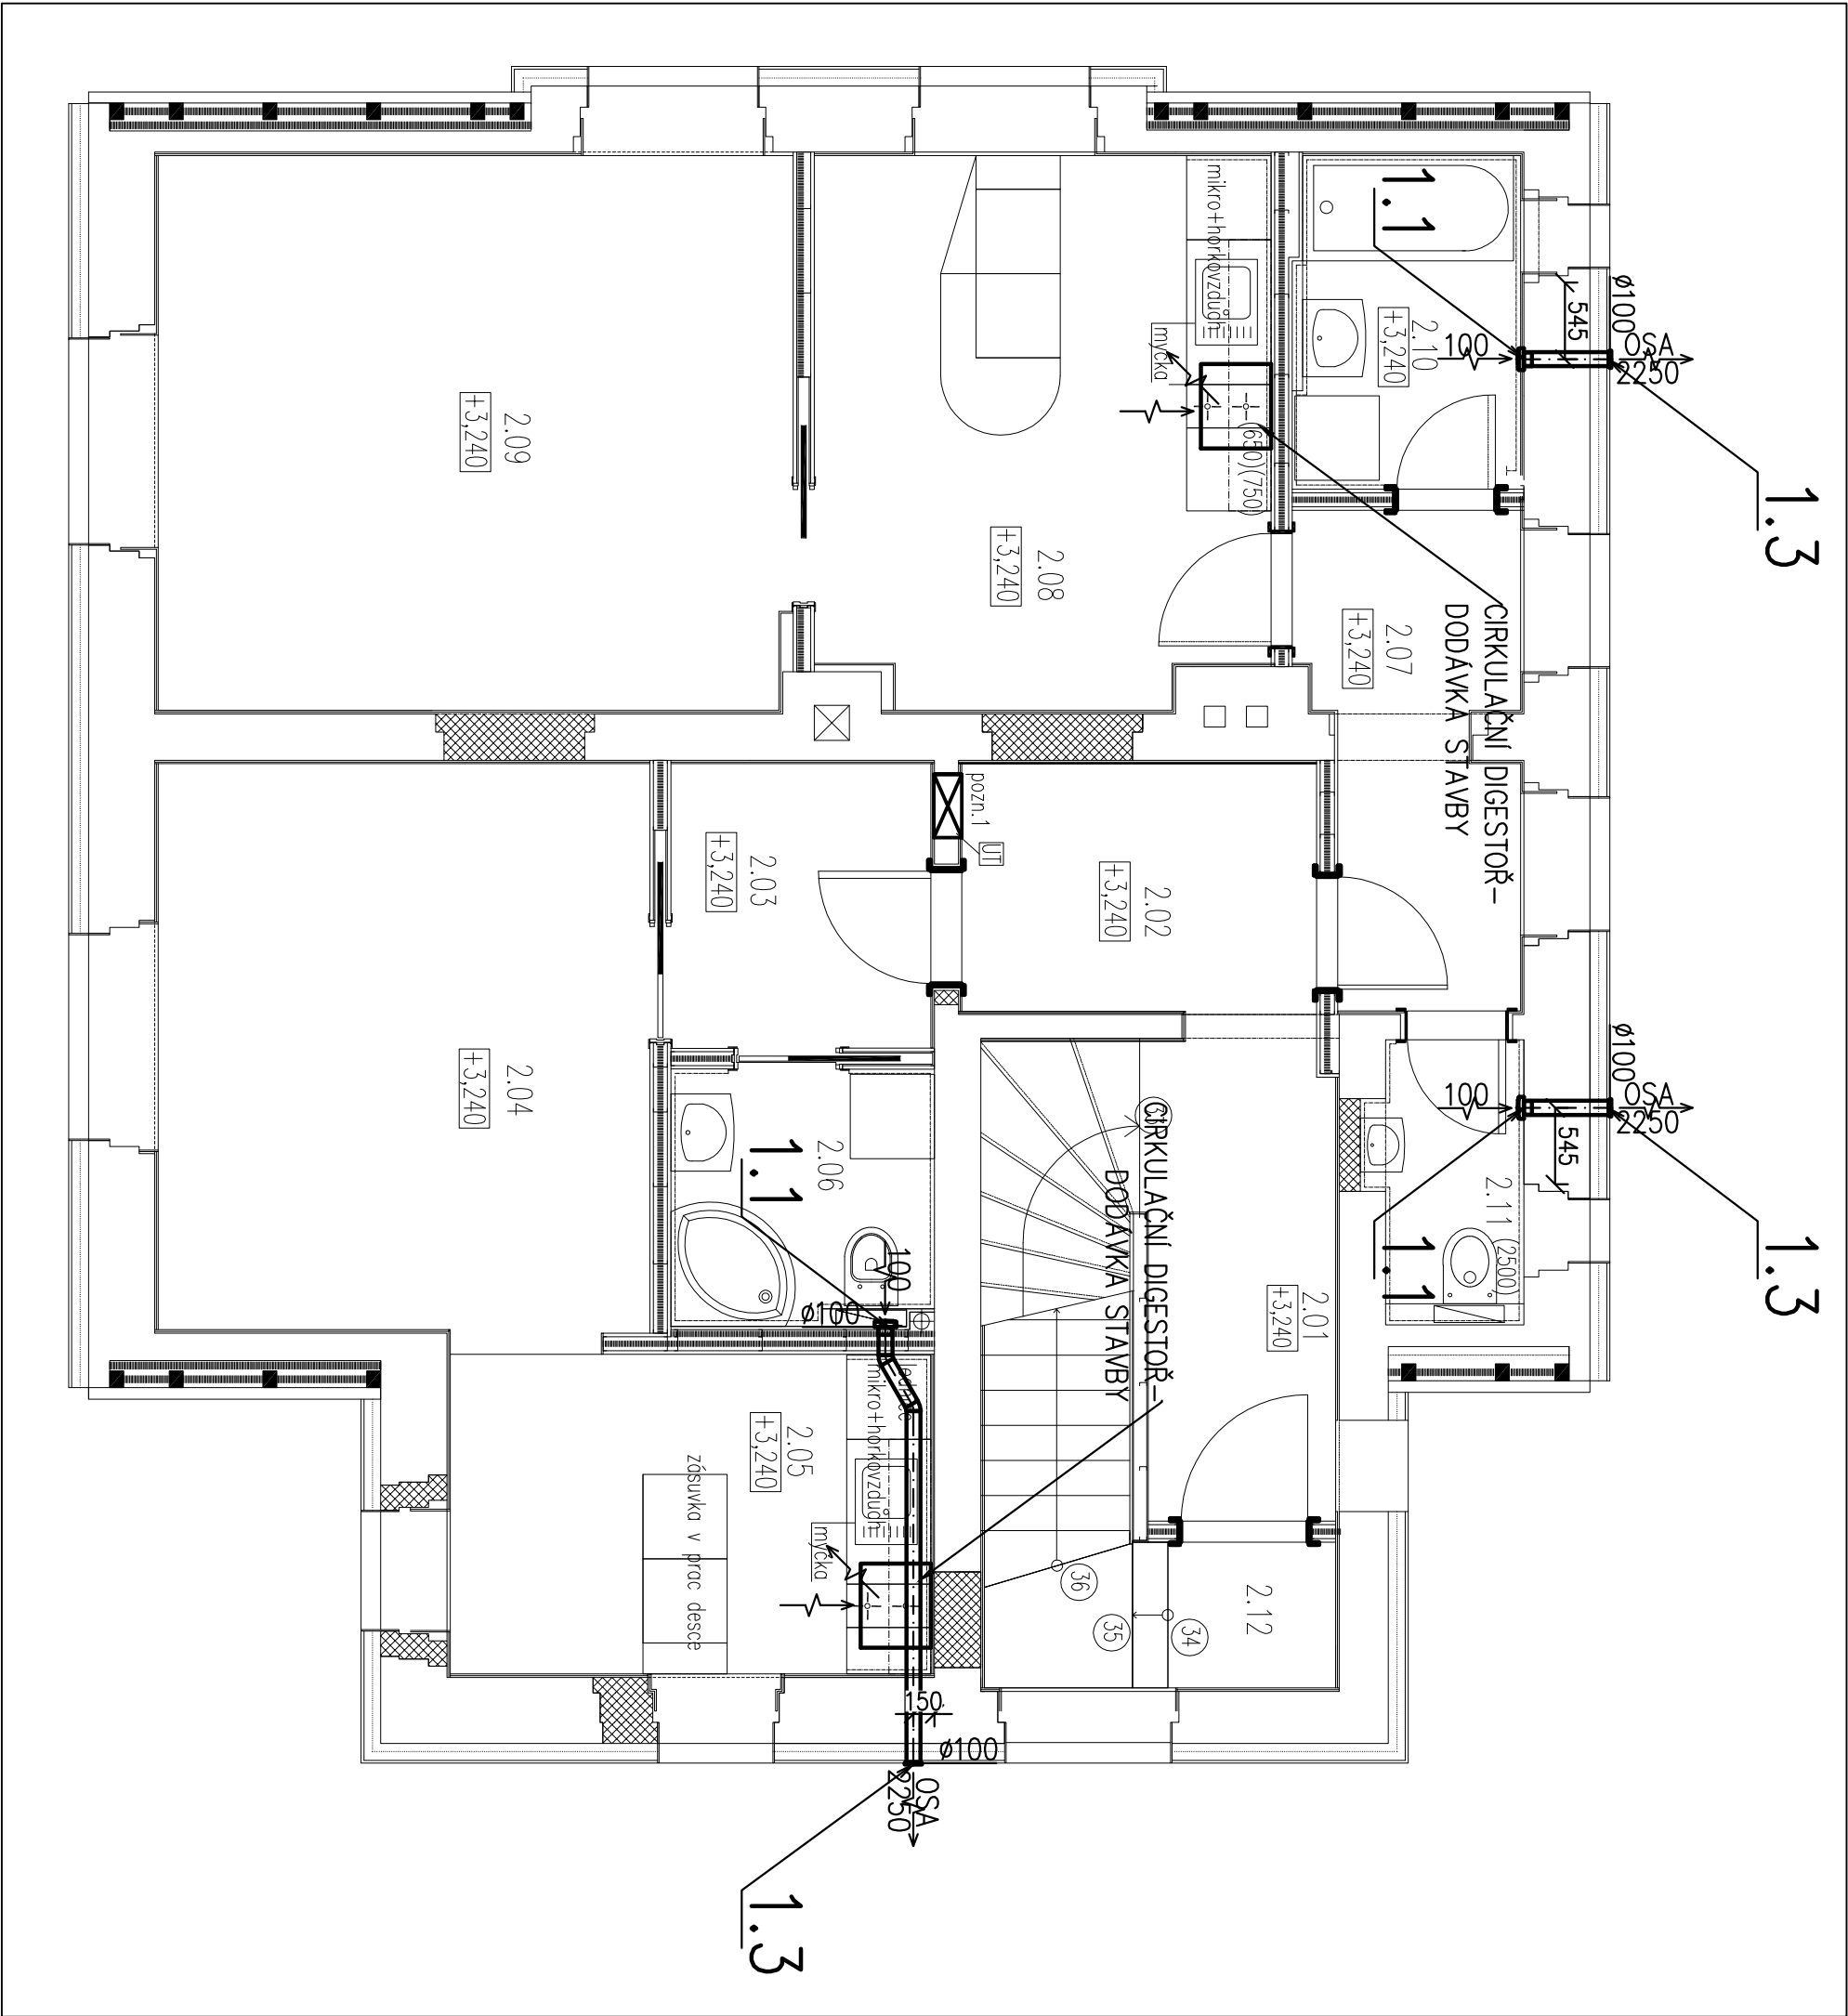 1.3
1.3
ø100
OSA
2250
545
100
1.1
ø100
OSA
2250
545
100
1.1
2.10
+3,240
2.07
+3,240
CIRKULAČNÍ DIGESTOŘ-
DODÁVKA STAVBY
2.11
(2500)
2.01
+3,240
2.12
34
35
36
mikro+horkovzduch
myčka
(650)(750)
2.08
+3,240
2.02
+3,240
CIRKULAČNÍ DIGESTOŘ-
DODÁVKA STAVBY
pozn.1
UT
2.03
+3,240
2.06
1.1
100
ø100
mikro+horkovzduch
myčka
2.05
+3,240
zásuvka v prac desce
150
ø100
OSA
2250
1.3
2.09
+3,240
2.04
+3,240